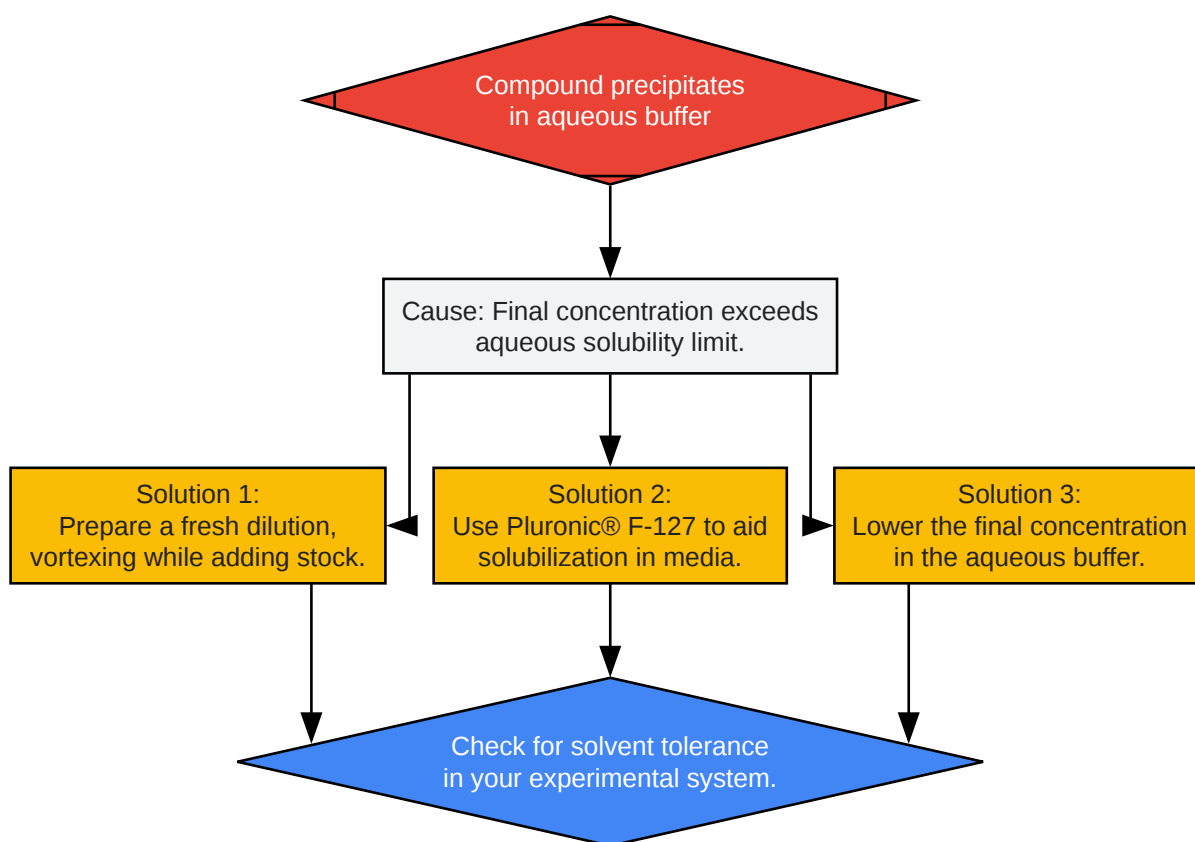 Compound precipitates
in aqueous buffer
Cause: Final concentration exceeds
aqueous solubility limit.
Solution 1:
Prepare a fresh dilution,
vortexing while adding stock.
Solution 2:
Use Pluronic® F-127 to aid
solubilization in media.
Solution 3:
Lower the final concentration
in the aqueous buffer.
Check for solvent tolerance
in your experimental system.